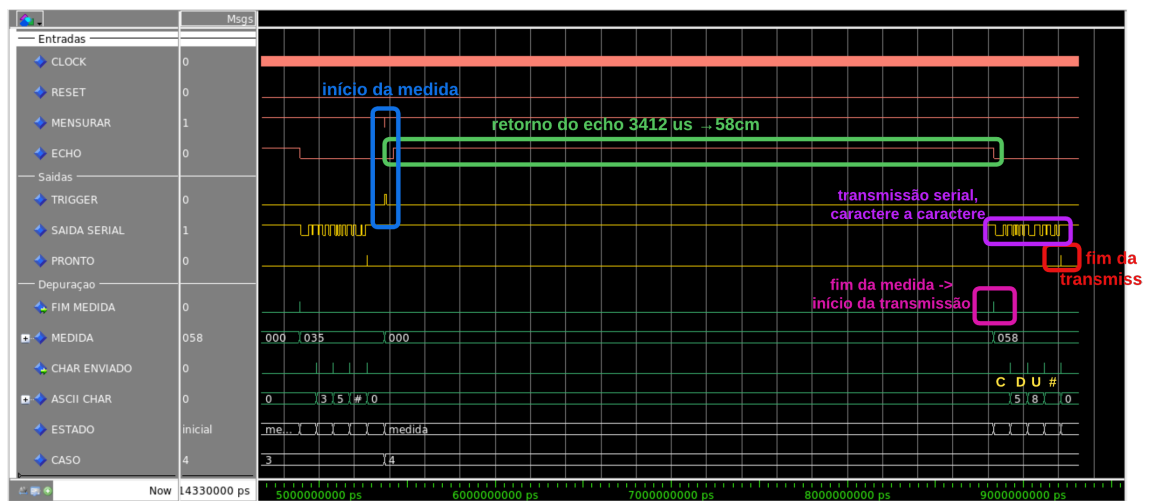 Msgs
Entradas
CLOCK 0
RESET 0
início da medida
MENSURAR 1
retorno do echo 3412 us →58cm
ECHO 0
Saidas
transmissão serial,
caractere a caractere
TRIGGER 0
SAIDA SERIAL 1
PRONTO 0
fim da
transmiss
Depuraçao
fim da medida ->
início da transmissão
FIM MEDIDA 0
MEDIDA 058 000 035 000 058
CHAR ENVIADO 0
C D U #
ASCII CHAR 0 0 3 5 # 0 5 8 0
ESTADO inicial me... medida
CASO 4 3 4
Now 14330000 ps
5000000000 ps 6000000000 ps 7000000000 ps 8000000000 ps 9000000000 ps